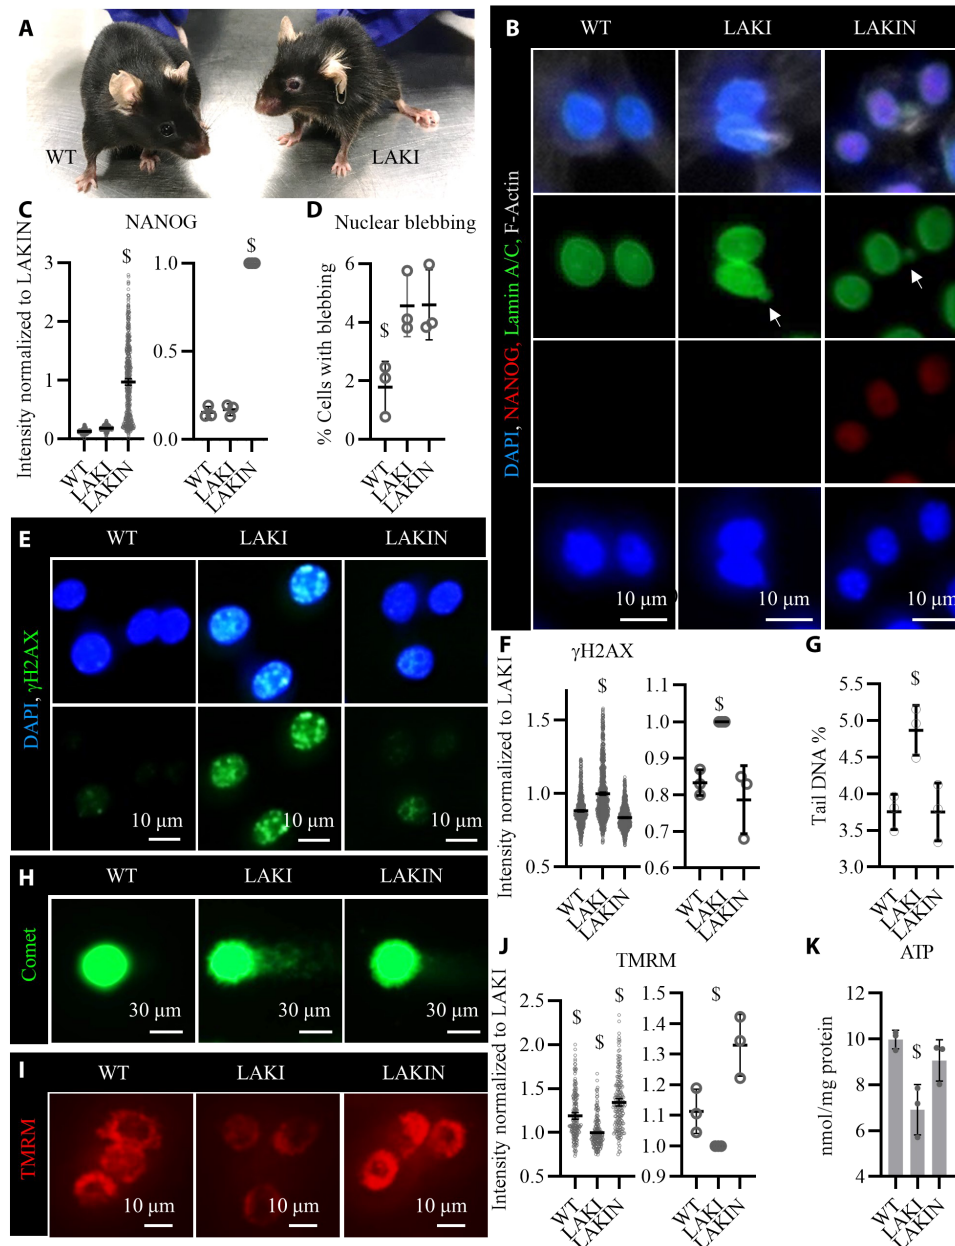 A
WT
LAKI
B
WT
LAKI
LAKIN
DAPI, NANOG, Lamin A/C, F-Actin
10 μm
10 μm
10 μm
C
NANOG
Intensity normalized to LAKIN
3
2
1
0
$
WT
LAKI
LAKIN
1.0
0.5
0.0
$
WT
LAKI
LAKIN
D
Nuclear blebbing
% Cells with blebbing
6
4
2
0
$
WT
LAKI
LAKIN
E
WT
LAKI
LAKIN
DAPI, γH2AX
10 μm
10 μm
10 μm
F
γH2AX
Intensity normalized to LAKI
1.5
1.0
0.5
$
WT
LAKI
LAKIN
1.1
1.0
0.9
0.8
0.7
0.6
$
WT
LAKI
LAKIN
G
Tail DNA %
5.5
5.0
4.5
4.0
3.5
3.0
$
WT
LAKI
LAKIN
H
WT
LAKI
LAKIN
Comet
30 μm
30 μm
30 μm
I
WT
LAKI
LAKIN
TMRM
10 μm
10 μm
10 μm
J
TMRM
Intensity normalized to LAKI
2.5
2.0
1.5
1.0
0.5
$
$
$
WT
LAKI
LAKIN
1.5
1.4
1.3
1.2
1.1
1.0
0.9
$
WT
LAKI
LAKIN
K
ATP
nmol/mg protein
12
10
8
6
4
$
WT
LAKI
LAKIN